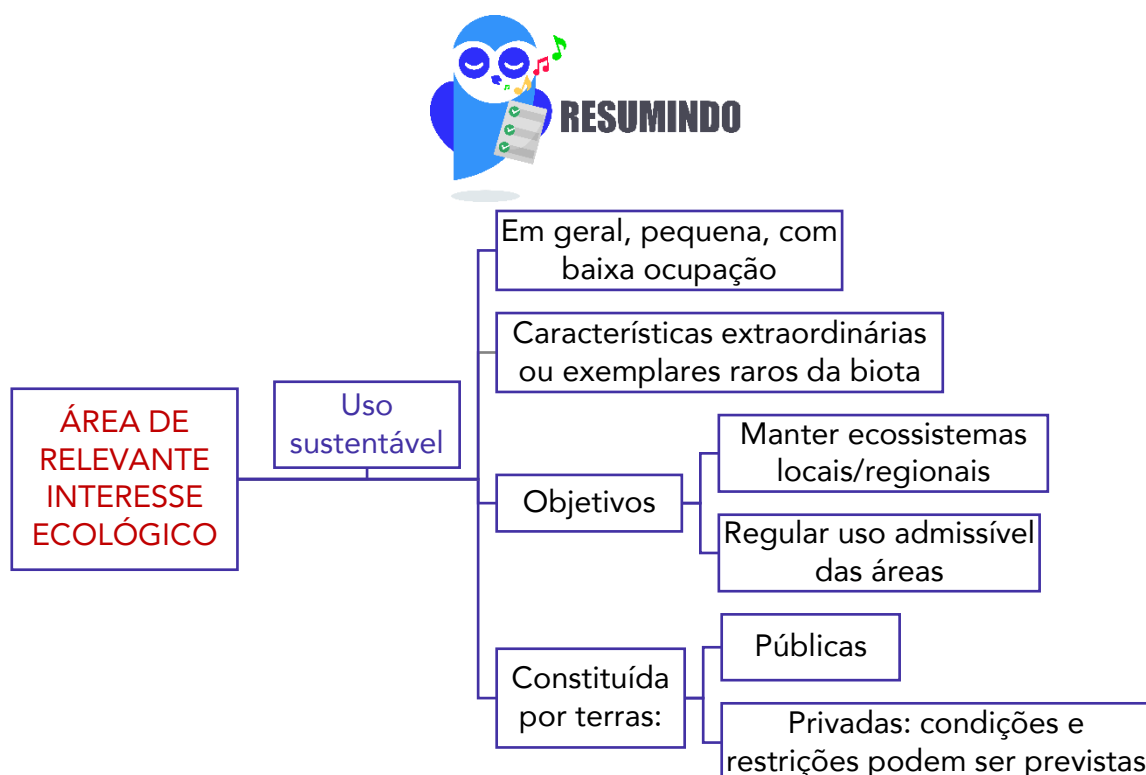 RESUMINDO
ÁREA DE
RELEVANTE
INTERESSE
ECOLÓGICO
Uso
sustentável
Em geral, pequena, com
baixa ocupação
Características extraordinárias
ou exemplares raros da biota
Objetivos
Manter ecossistemas
locais/regionais
Regular uso admissível
das áreas
Constituída
por terras:
Públicas
Privadas: condições e
restrições podem ser previstas